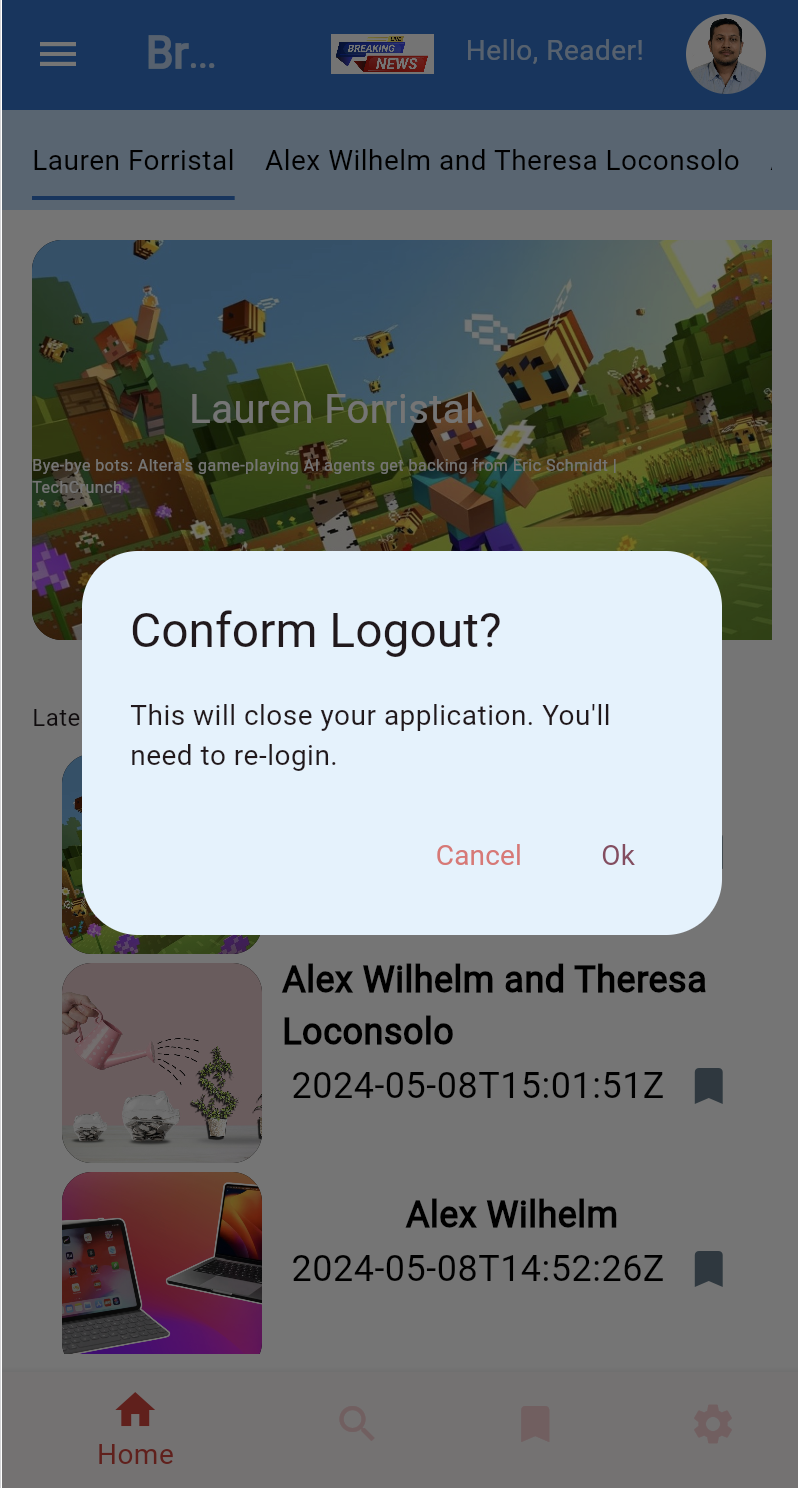 Br...
LIVE
BREAKING
NEWS
Hello, Reader!
Lauren Forristal
Alex Wilhelm and Theresa Loconsolo
Lauren Forristal
Bye-bye bots: Altera's game-playing AI agents get backing from Eric Schmidt |
TechCrunch
Conform Logout?
Late
This will close your application. You'll
need to re-login.
Cancel
Ok
Alex Wilhelm and Theresa
Loconsolo
2024-05-08T15:01:51Z
Alex Wilhelm
2024-05-08T14:52:26Z
Home